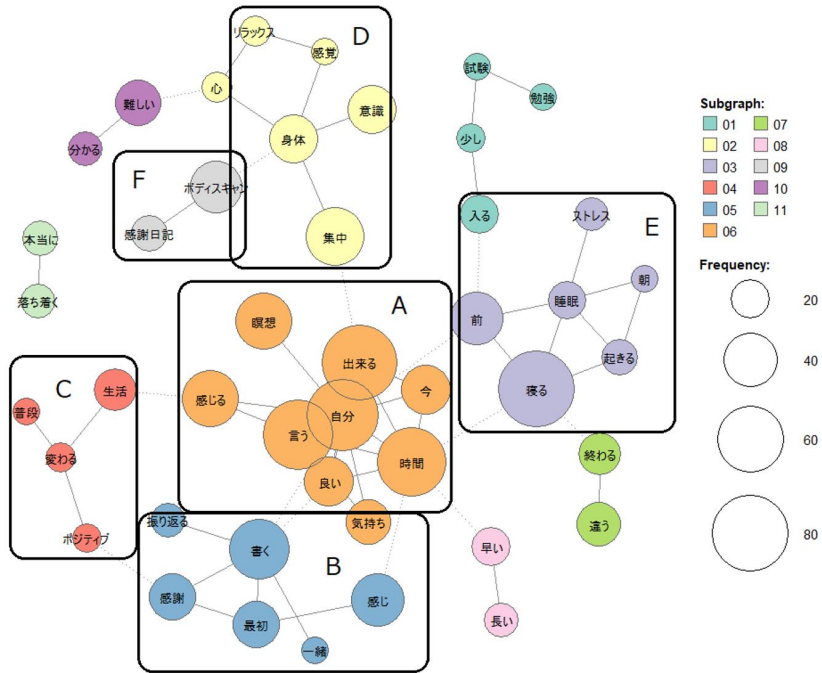 リラックス
D
感覚
試験
勉強
心
難しい
意識
身体
少し
分かる
F
ボディスキャン
感謝日記
集中
入る
ストレス
E
本当に
落ち着く
朝
睡眠
前
起きる
A
瞑想
出来る
今
寝る
C
生活
普段
感じる
自分
言う
変わる
時間
良い
終わる
ポジティブ
振り返る
気持ち
違う
書く
早い
B
感謝
感じ
最初
一緒
長い
Subgraph:
01
02
03
04
05
06
07
08
09
10
11
Frequency:
20
40
60
80